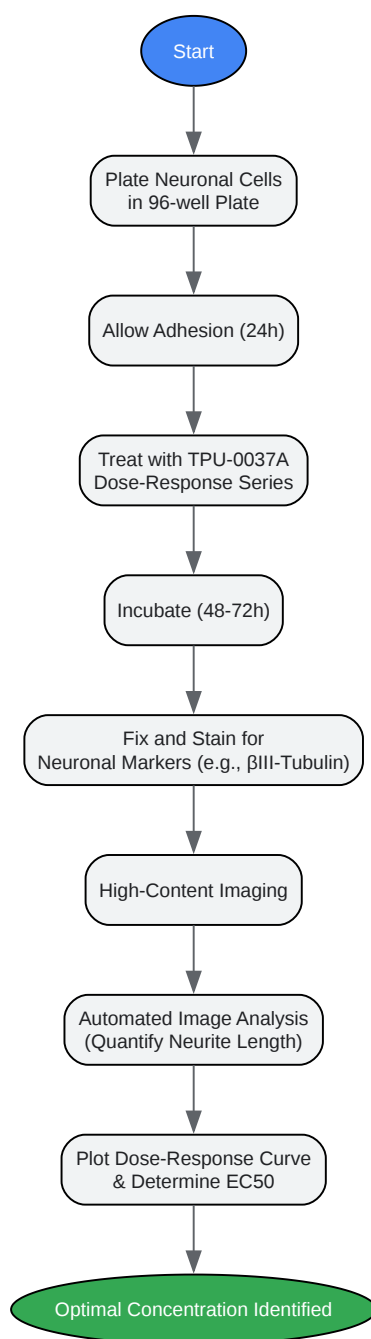 Start
Plate Neuronal Cells
in 96-well Plate
Allow Adhesion (24h)
Treat with TPU-0037A
Dose-Response Series
Incubate (48-72h)
Fix and Stain for
Neuronal Markers (e.g., βIII-Tubulin)
High-Content Imaging
Automated Image Analysis
(Quantify Neurite Length)
Plot Dose-Response Curve
& Determine EC50
Optimal Concentration Identified